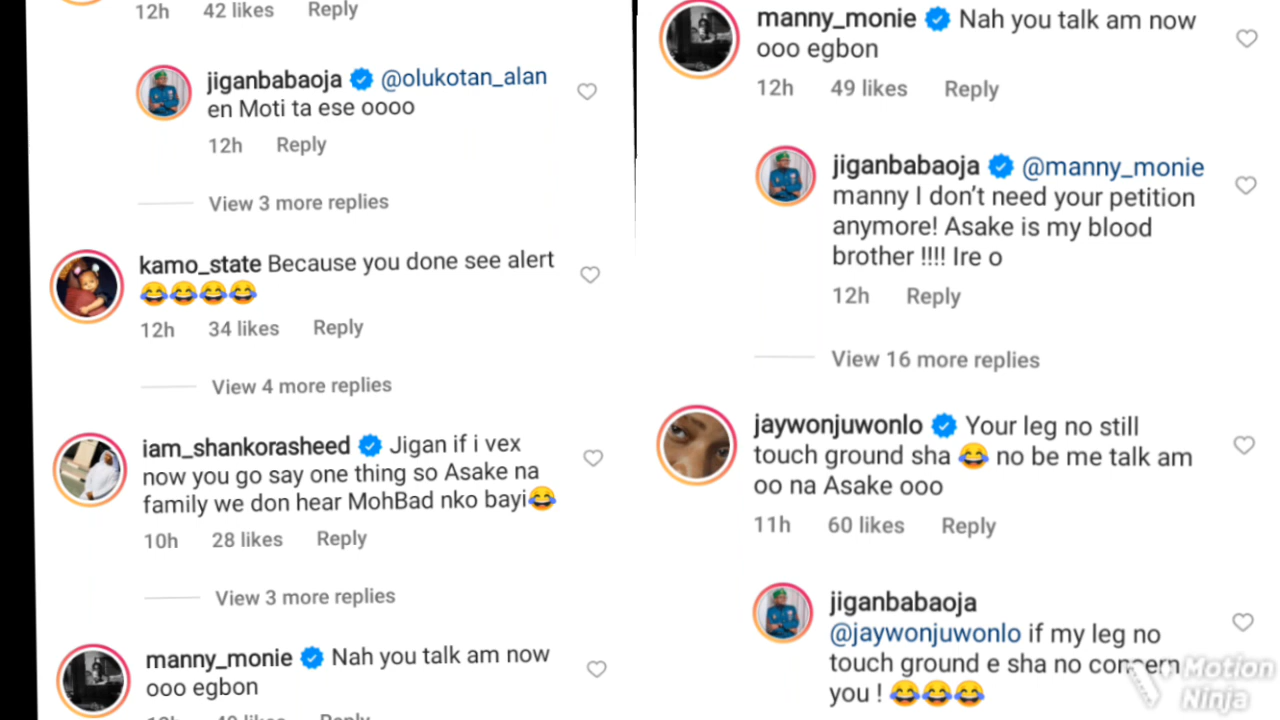 12h 42 likes Reply
jiganbabaoja @olukotan_alan
en Moti ta ese oooo
12h Reply
View 3 more replies
kamo_state Because you done see alert
😂😂😂😂
12h 34 likes Reply
View 4 more replies
iam_shankorasheed Jigan if i vex
now you go say one thing so Asake na
family we don hear MohBad nko bayi😂
10h 28 likes Reply
View 3 more replies
manny_monie Nah you talk am now
ooo egbon
12h 49 likes Reply
manny_monie Nah you talk am now
ooo egbon
12h 49 likes Reply
jiganbabaoja @manny_monie
manny I don’t need your petition
anymore! Asake is my blood
brother !!!! Ire o
12h Reply
View 16 more replies
jaywonjuwonlo Your leg no still
touch ground sha 😂 no be me talk am
oo na Asake ooo
11h 60 likes Reply
jiganbabaoja
@jaywonjuwonlo if my leg no
touch ground e sha no concern
you ! 😂😂😂
Motion
Ninja